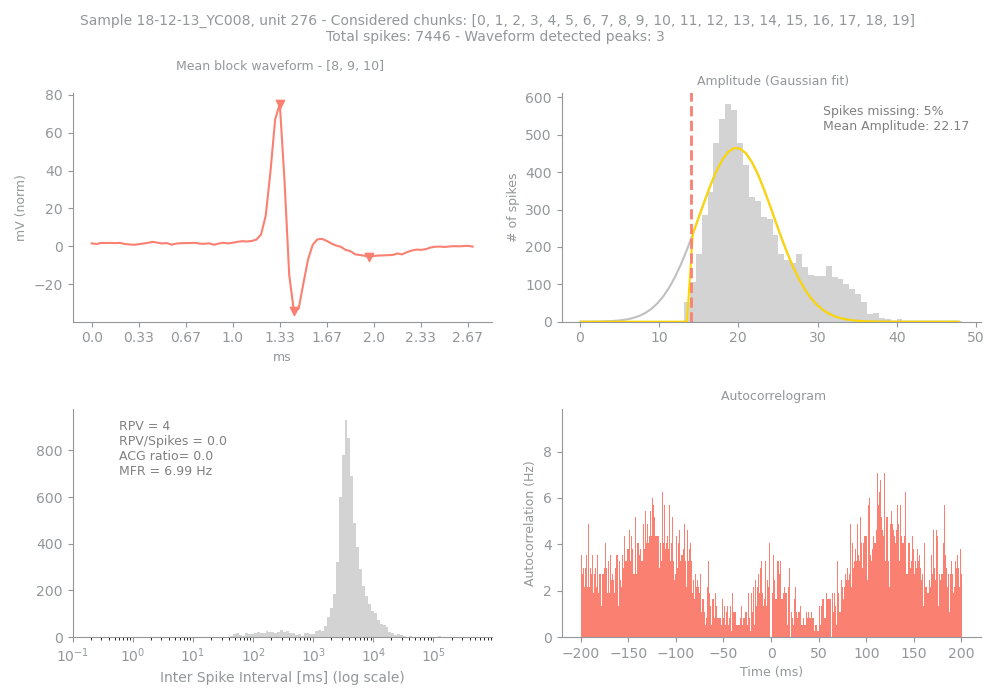 Sample 18-12-13_YC008, unit 276 - Considered chunks: [0, 1, 2, 3, 4, 5, 6, 7, 8, 9, 10, 11, 12, 13, 14, 15, 16, 17, 18, 19]
Total spikes: 7446 - Waveform detected peaks: 3
Mean block waveform - [8, 9, 10]
mV (norm)
80
60
40
20
0
−20
0.0 0.33 0.67 1.0 1.33 1.67 2.0 2.33 2.67
ms
Amplitude (Gaussian fit)
Spikes missing: 5%
Mean Amplitude: 22.17
# of spikes
600
500
400
300
200
100
0
0 10 20 30 40 50
RPV = 4
RPV/Spikes = 0.0
ACG ratio= 0.0
MFR = 6.99 Hz
800
600
400
200
0
10⁻¹ 10⁰ 10¹ 10² 10³ 10⁴ 10⁵
Inter Spike Interval [ms] (log scale)
Autocorrelogram
Autocorrelation (Hz)
8
6
4
2
0
−200 −150 −100 −50 0 50 100 150 200
Time (ms)